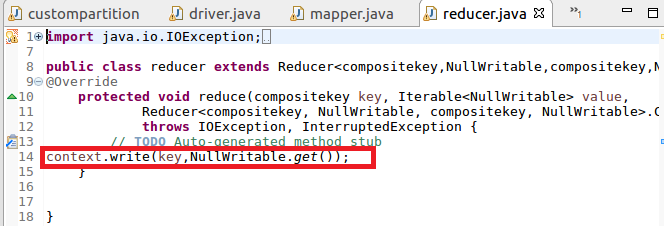 custompartition driver.java mapper.java reducer.java »1
1 import java.io.IOException;
7
8 public class reducer extends Reducer<compositekey,NullWritable,compositekey,N
9 @Override
10 protected void reduce(compositekey key, Iterable<NullWritable> value,
11 Reducer<compositekey, NullWritable, compositekey, NullWritable>.C
12 throws IOException, InterruptedException {
13 // TODO Auto-generated method stub
14 context.write(key,NullWritable.get());
15 }
16
17
18 }